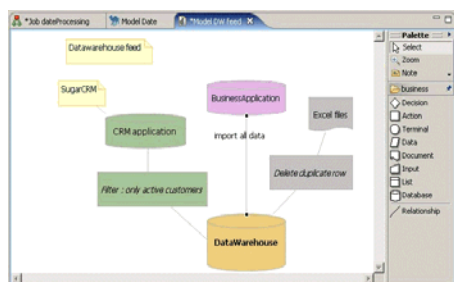 *Job dateProcessing
Model Date
*Model DW feed
Palette
Select
Zoom
Note
business
Decision
Action
Terminal
Data
Document
Input
List
Database
Relationship
Datawarehouse feed
SugarCRM
CRM application
BusinessApplication
Excel files
import all data
Filter : only active customers
Delete duplicate row
DataWarehouse